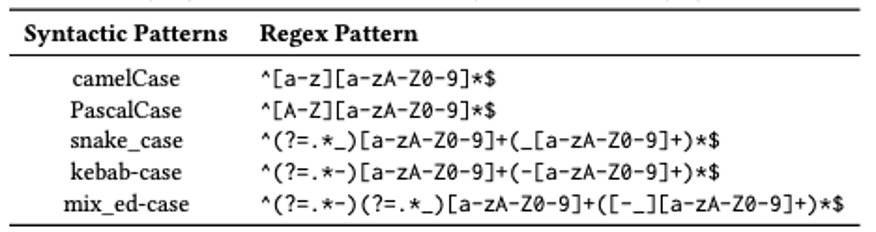 Syntactic Patterns Regex Pattern
camelCase ^[a-z][a-zA-Z0-9]*$
PascalCase ^[A-Z][a-zA-Z0-9]*$
snake_case ^(?=.*_)[a-zA-Z0-9]+(_[a-zA-Z0-9]+)*$
kebab-case ^(?=.*-)[a-zA-Z0-9]+(-[a-zA-Z0-9]+)*$
mix_ed-case ^(?=.*-)(?=.*_)[a-zA-Z0-9]+([-_][a-zA-Z0-9]+)*$